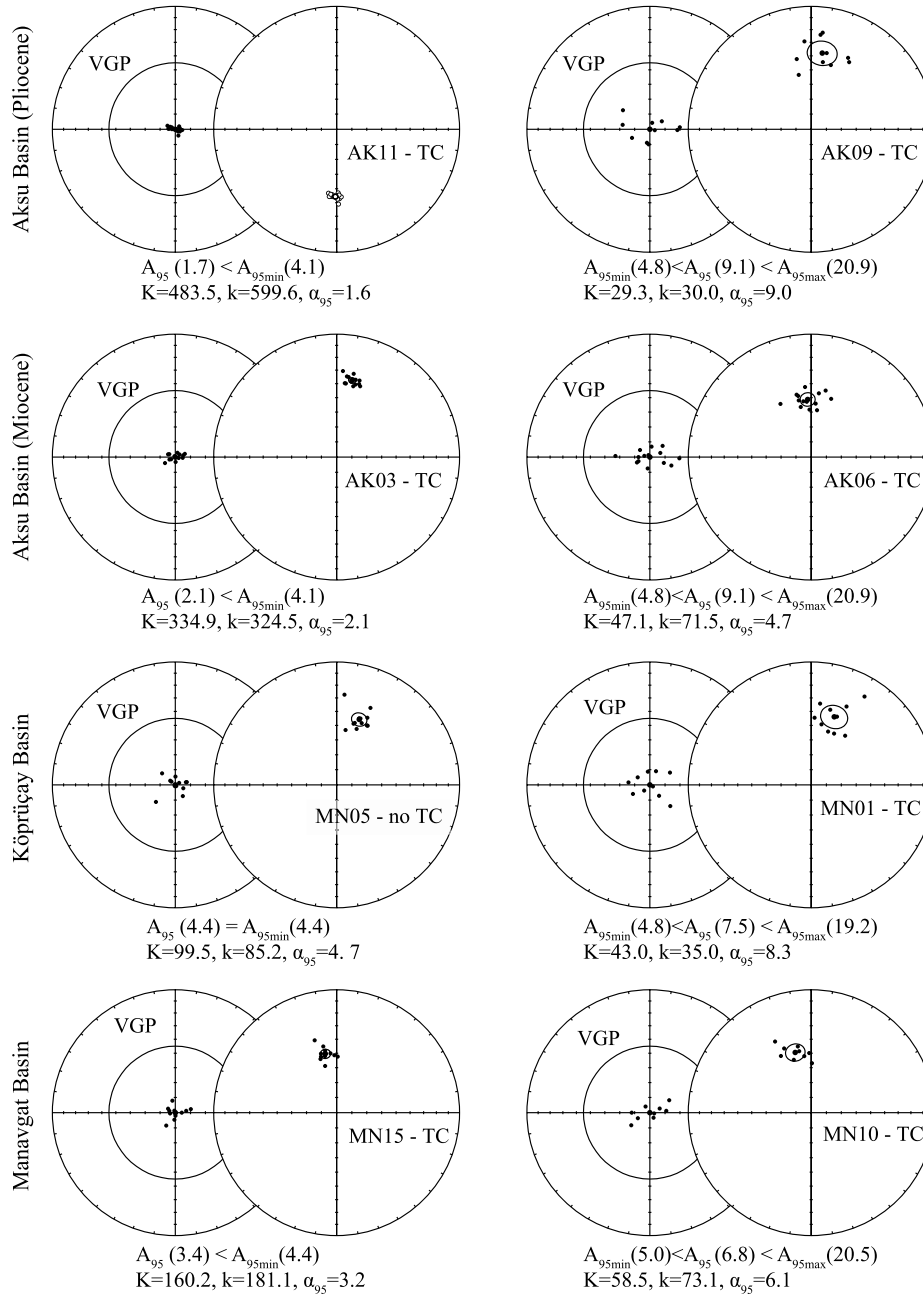 Aksu Basin (Pliocene)
VGP
AK11 - TC
A95 (1.7) < A95min(4.1)
K=483.5, k=599.6, α95=1.6
VGP
AK09 - TC
A95min(4.8)<A95 (9.1) < A95max(20.9)
K=29.3, k=30.0, α95=9.0
Aksu Basin (Miocene)
VGP
AK03 - TC
A95 (2.1) < A95min(4.1)
K=334.9, k=324.5, α95=2.1
VGP
AK06 - TC
A95min(4.8)<A95 (9.1) < A95max(20.9)
K=47.1, k=71.5, α95=4.7
Köprüçay Basin
VGP
MN05 - no TC
A95 (4.4) = A95min(4.4)
K=99.5, k=85.2, α95=4. 7
VGP
MN01 - TC
A95min(4.8)<A95 (7.5) < A95max(19.2)
K=43.0, k=35.0, α95=8.3
Manavgat Basin
VGP
MN15 - TC
A95 (3.4) < A95min(4.4)
K=160.2, k=181.1, α95=3.2
VGP
MN10 - TC
A95min(5.0)<A95 (6.8) < A95max(20.5)
K=58.5, k=73.1, α95=6.1